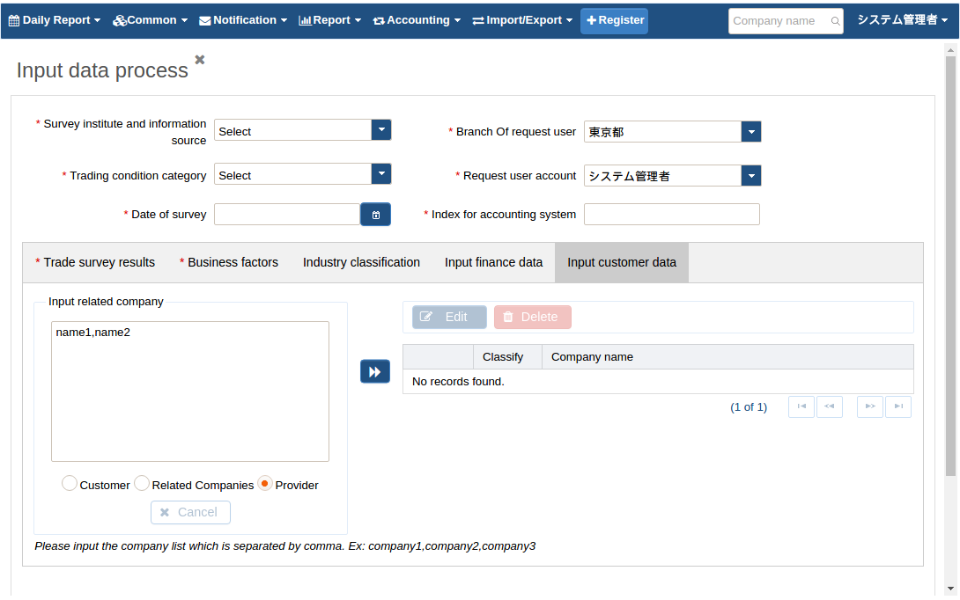 Daily Report Common Notification Report Accounting Import/Export Register Company name システム管理者
Input data process
* Survey institute and information source Select
* Branch Of request user 東京都
* Trading condition category Select
* Request user account システム管理者
* Date of survey
* Index for accounting system
* Trade survey results * Business factors Industry classification Input finance data Input customer data
Input related company
name1,name2
Customer Related Companies Provider
Cancel
Edit Delete
Classify Company name
No records found.
(1 of 1)
Please input the company list which is separated by comma. Ex: company1,company2,company3